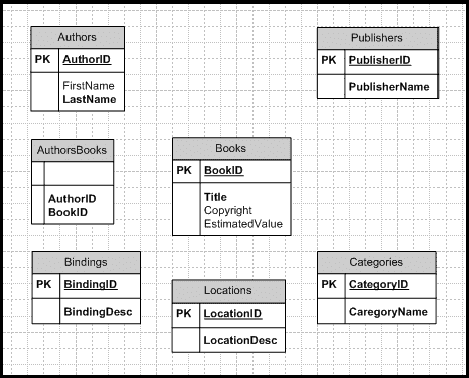 Authors
PK AuthorID
FirstName
LastName
Publishers
PK PublisherID
PublisherName
AuthorsBooks
AuthorID
BookID
Books
PK BookID
Title
Copyright
EstimatedValue
Bindings
PK BindingID
BindingDesc
Locations
PK LocationID
LocationDesc
Categories
PK CategoryID
CaregoryName